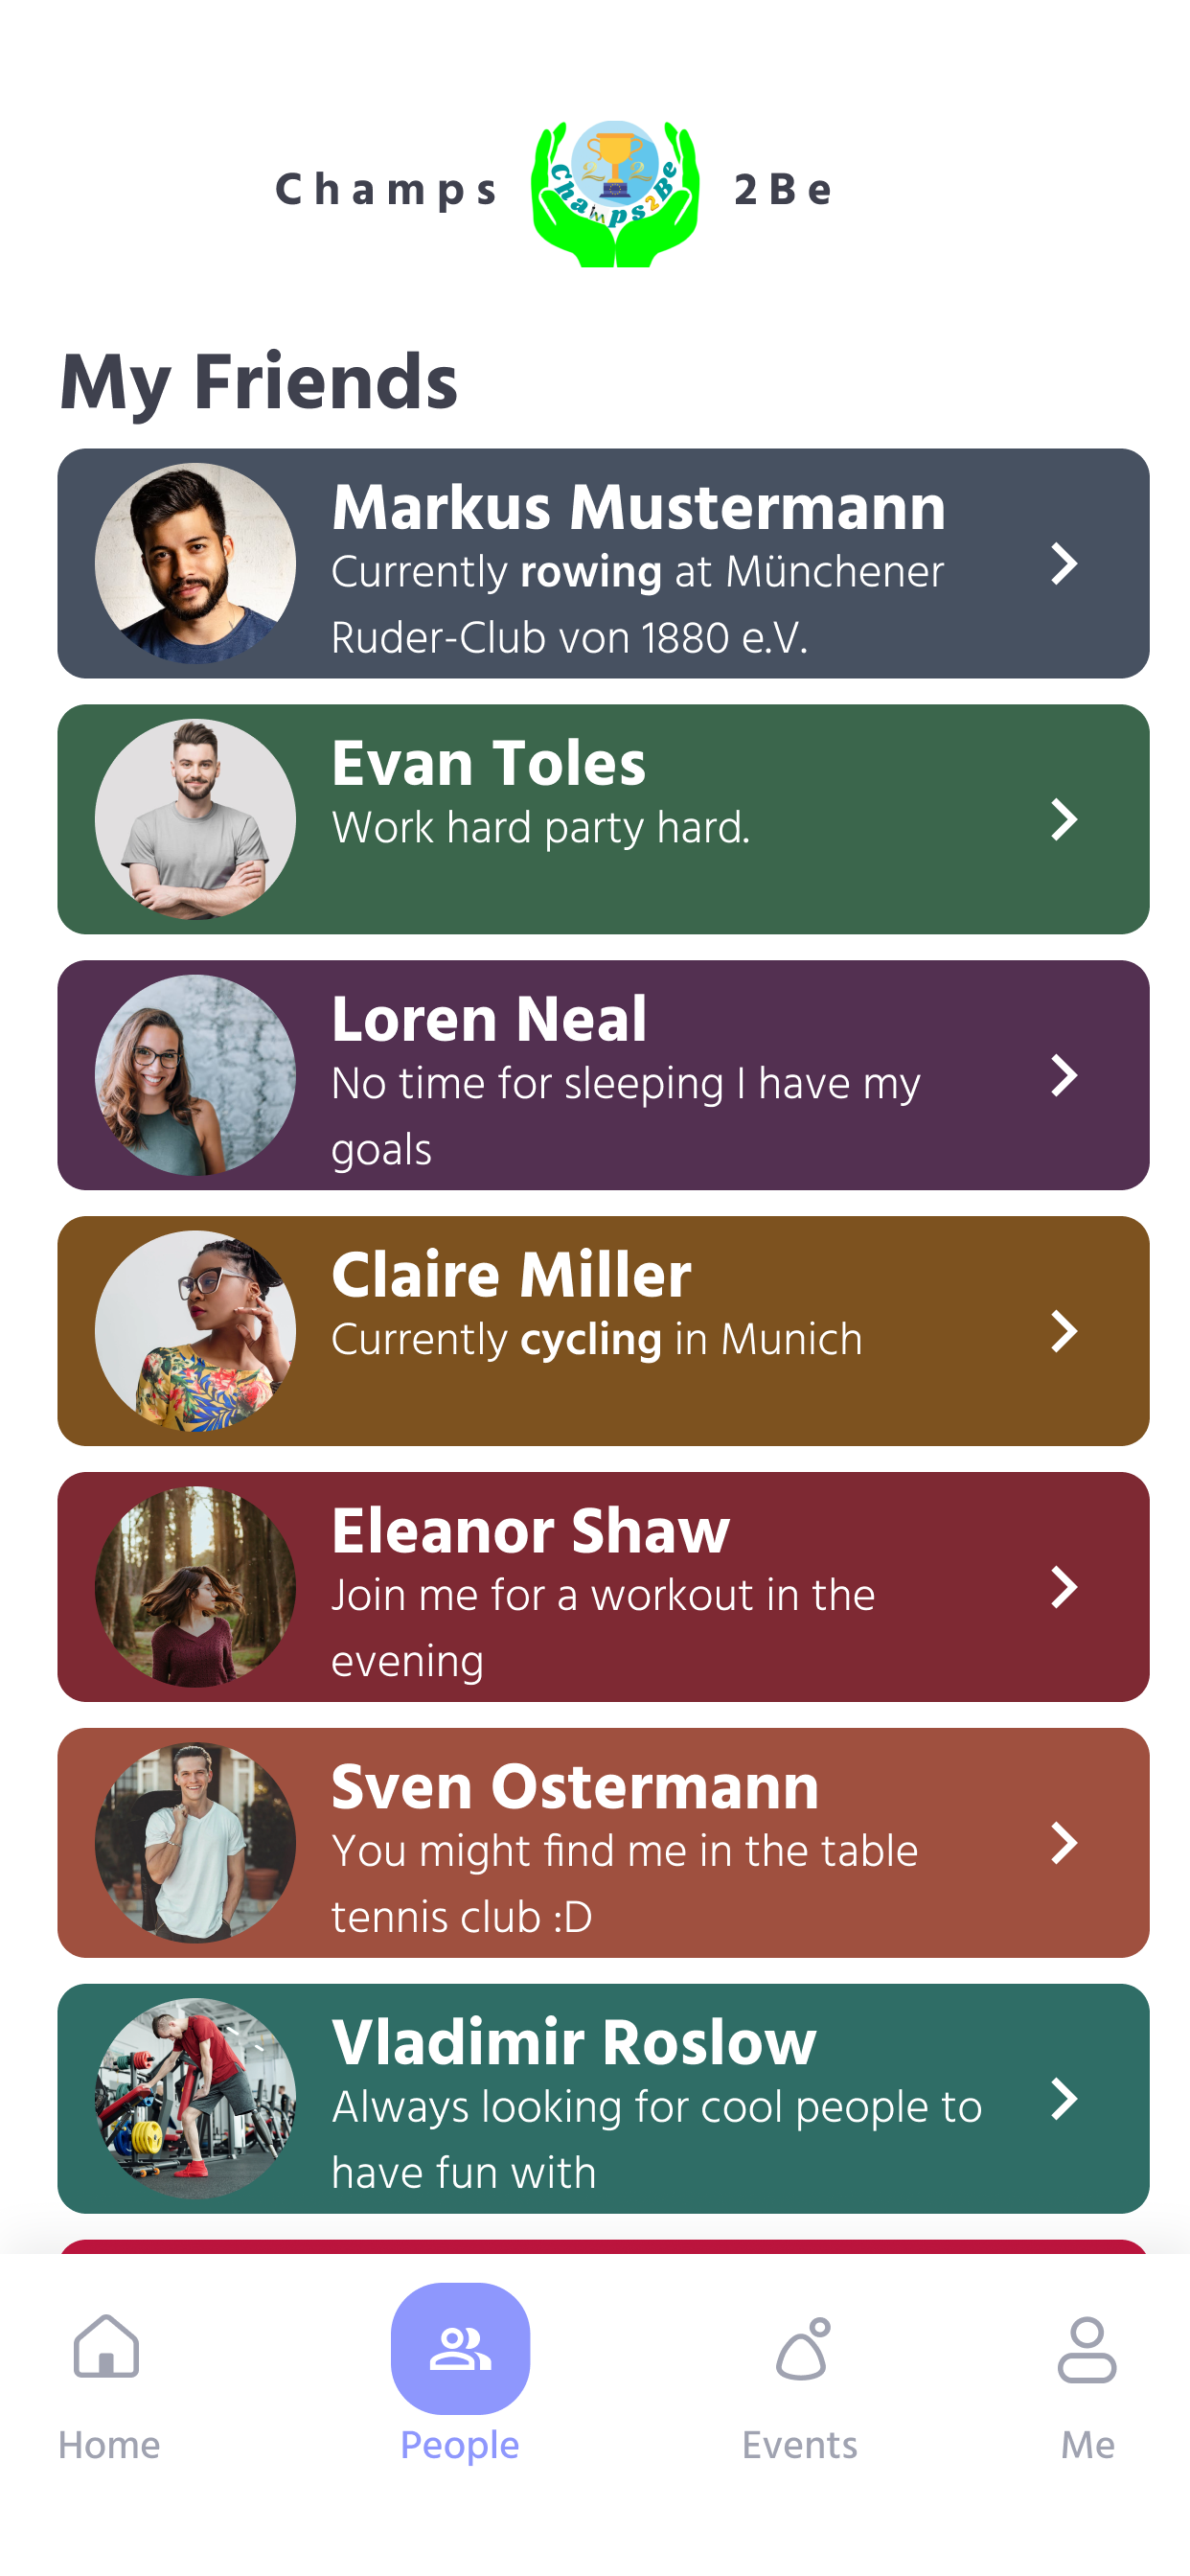 Champs 2Be
Champs2Be
2 2
My Friends
Markus Mustermann
Currently rowing at Münchener
Ruder-Club von 1880 e.V.
Evan Toles
Work hard party hard.
Loren Neal
No time for sleeping I have my
goals
Claire Miller
Currently cycling in Munich
Eleanor Shaw
Join me for a workout in the
evening
Sven Ostermann
You might find me in the table
tennis club :D
Vladimir Roslow
Always looking for cool people to
have fun with
Home People Events Me